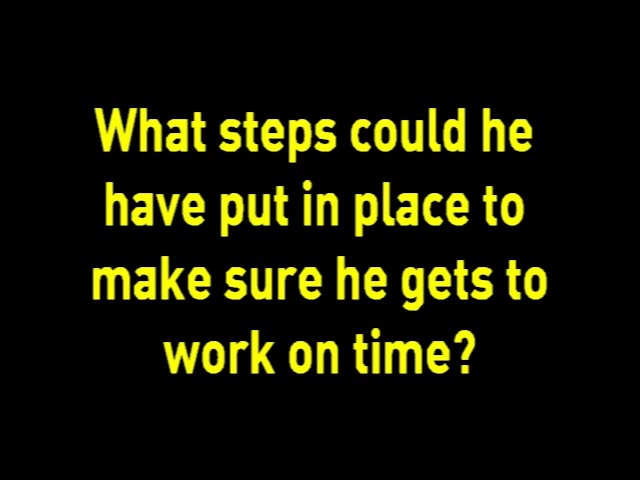 What steps could he
have put in place to
make sure he gets to
work on time?